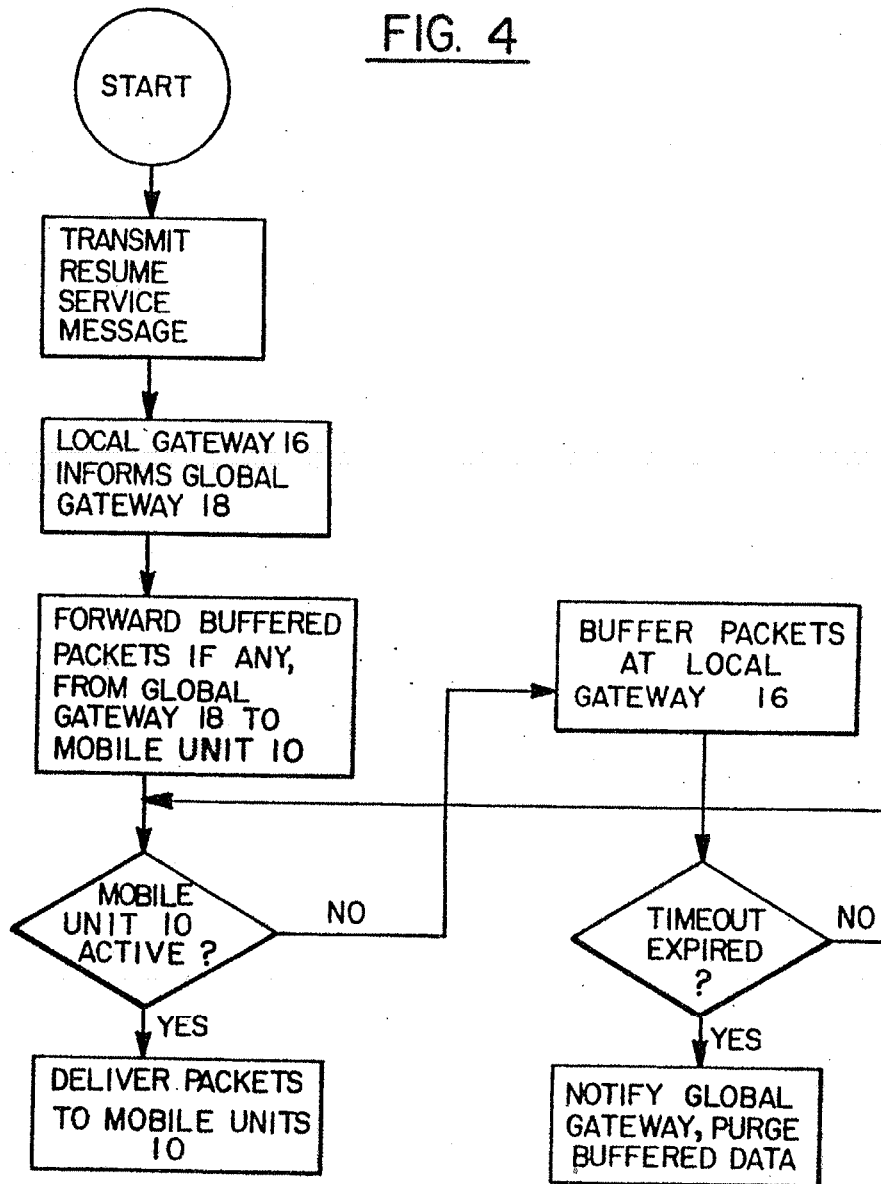 FIG. 4
START
TRANSMIT
RESUME
SERVICE
MESSAGE
LOCAL GATEWAY 16
INFORMS GLOBAL
GATEWAY 18
FORWARD BUFFERED
PACKETS IF ANY,
FROM GLOBAL
GATEWAY 18 TO
MOBILE UNIT 10
MOBILE
UNIT 10
ACTIVE ?
NO
YES
DELIVER PACKETS
TO MOBILE UNITS
10
BUFFER PACKETS
AT LOCAL
GATEWAY 16
TIMEOUT
EXPIRED
?
NO
YES
NOTIFY GLOBAL
GATEWAY, PURGE
BUFFERED DATA